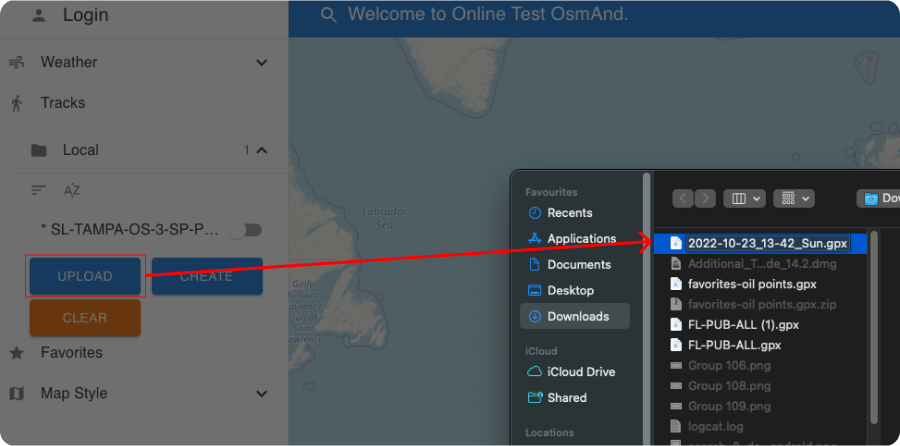 Login
Welcome to Online Test OsmAnd.
Weather
Tracks
Local
1
AZ
* SL-TAMPA-OS-3-SP-P...
UPLOAD
CREATE
CLEAR
Favorites
Map Style
Labrador
Sea
Golfe
du Saint-
Laurent
Gulf of
Saint
Lawrence
Favourites
Recents
Applications
Documents
Desktop
Downloads
iCloud
iCloud Drive
Shared
Locations
Dow
2022-10-23_13-42_Sun.gpx
Additional_T...de_14.2.dmg
favorites-oil points.gpx
favorites-oil points.gpx.zip
FL-PUB-ALL (1).gpx
FL-PUB-ALL.gpx
Group 106.png
Group 108.png
Group 109.png
logcat.log